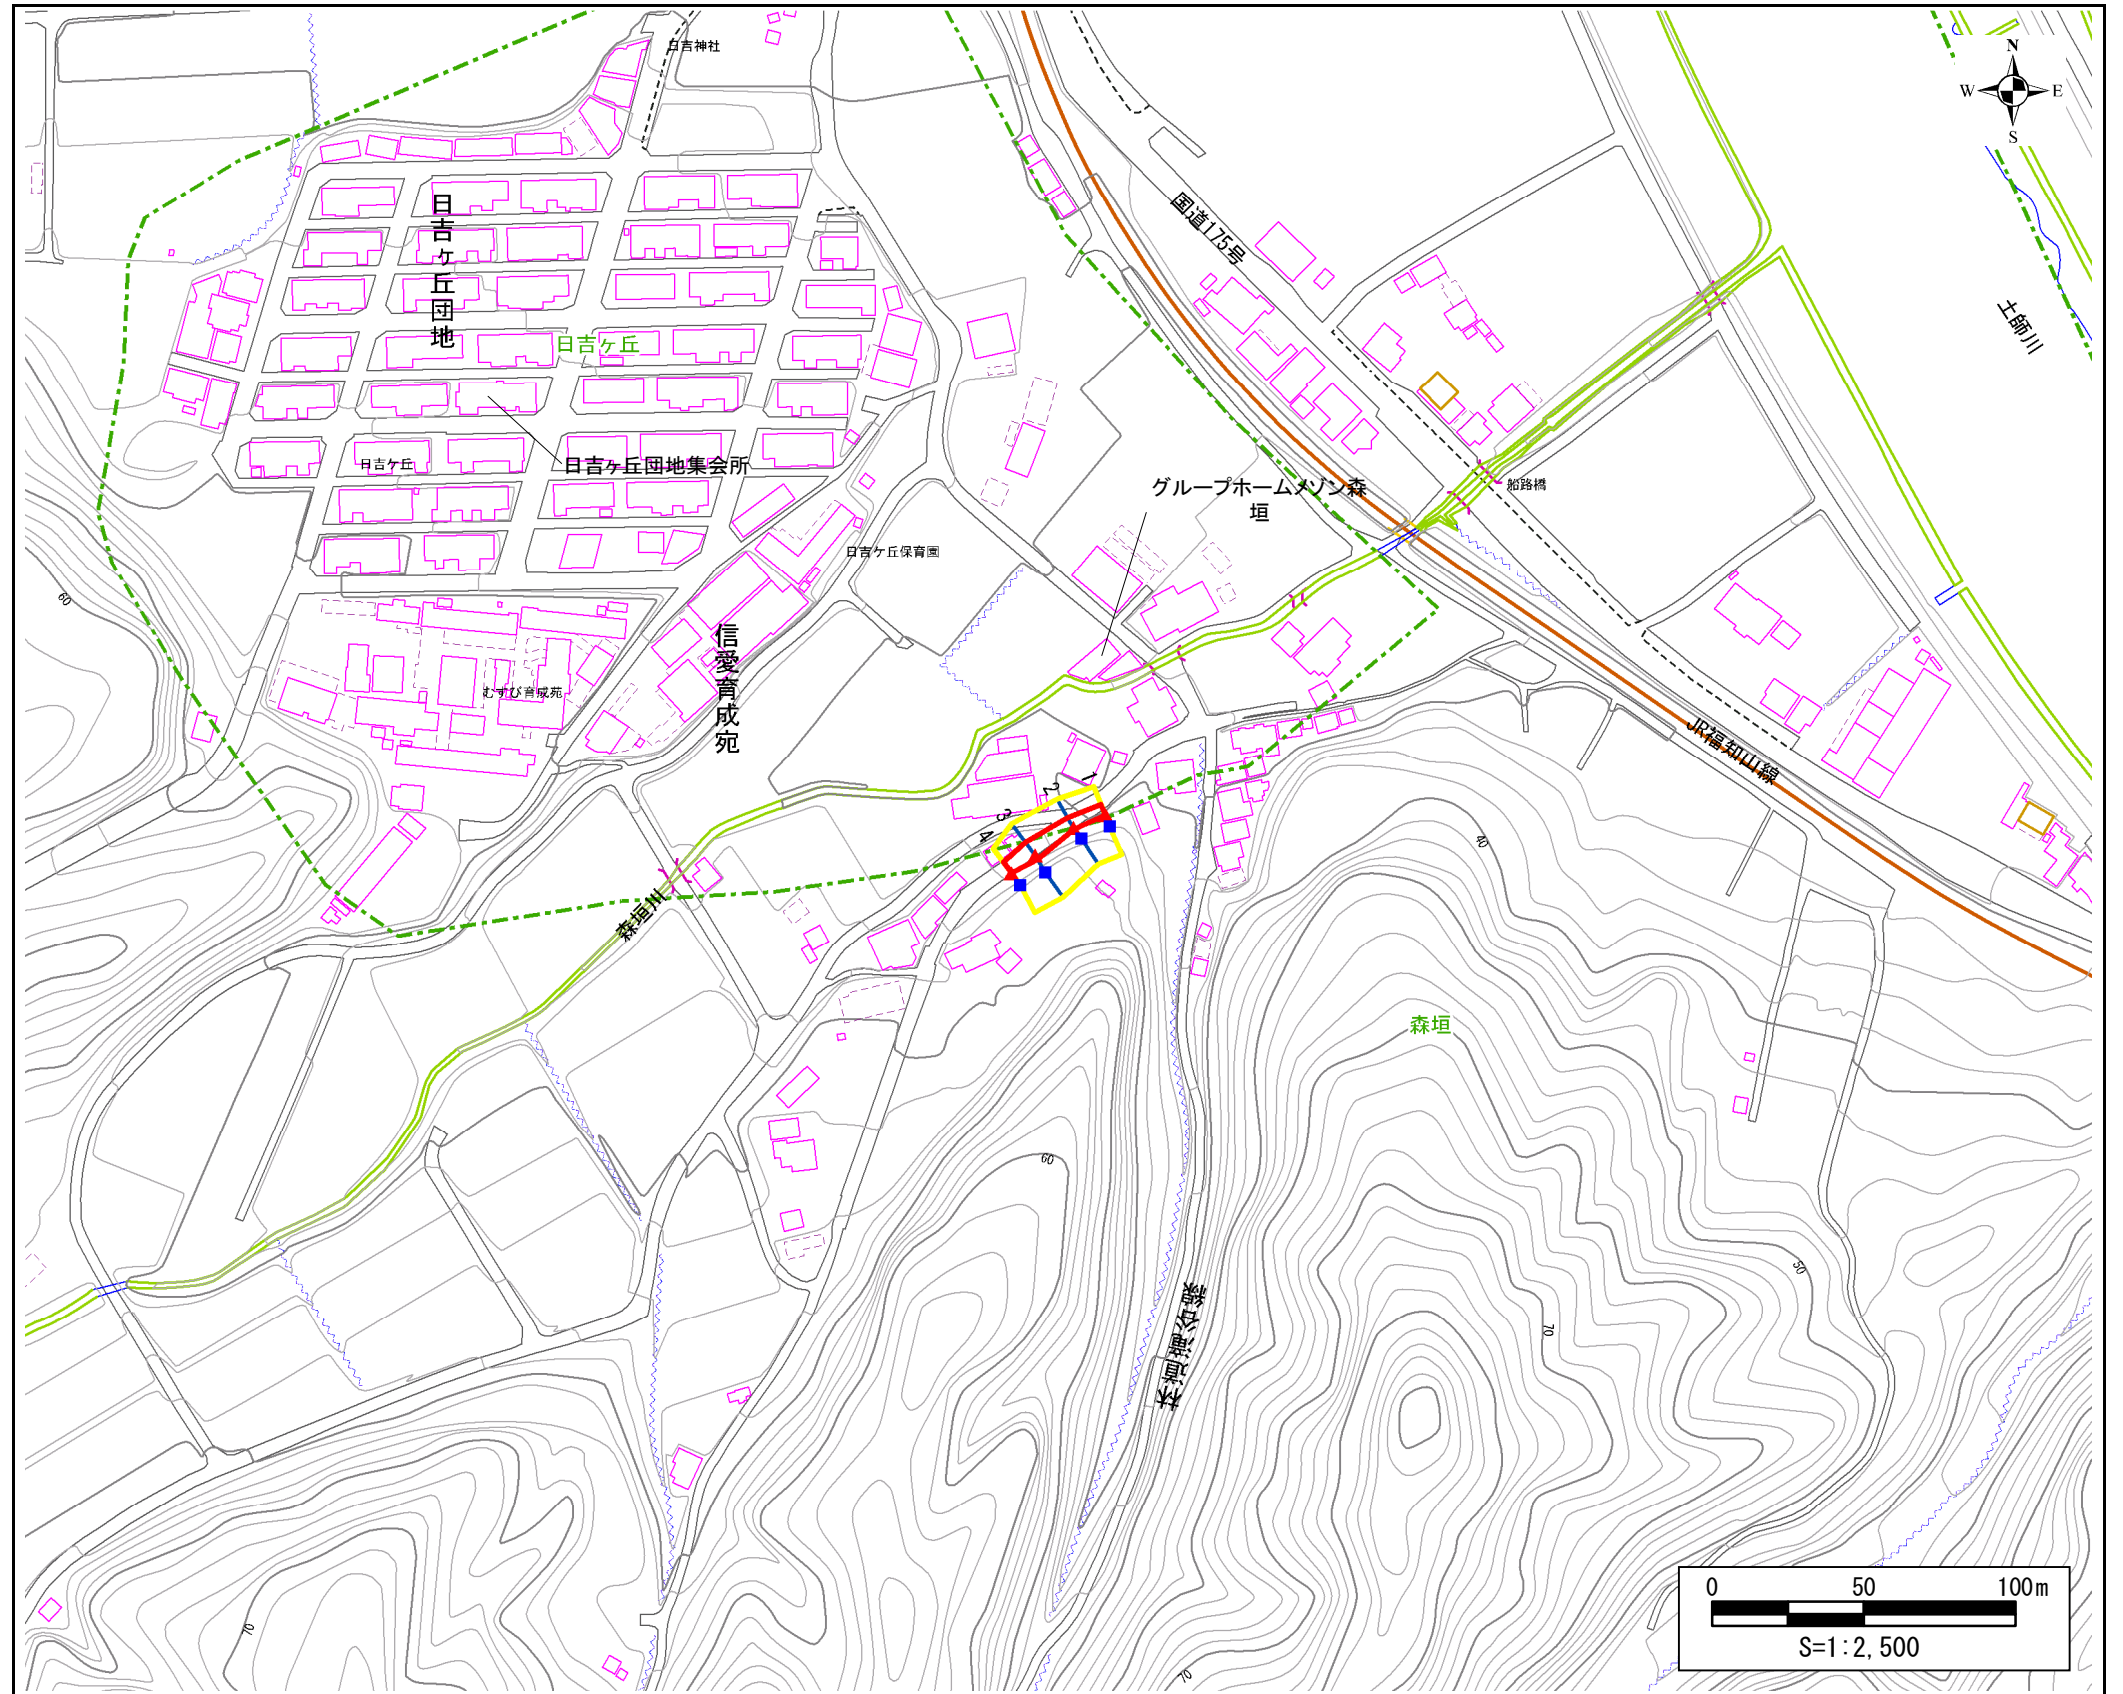 日吉神社
N
W
E
S
国道175号
日吉ヶ丘団地
土師川
日吉ヶ丘
日吉ケ丘
日吉ヶ丘団地集会所
グループホームメゾン森
垣
船路橋
日吉ケ丘保育園
60
信愛育成宛
むすび育成苑
JR福知山線
1
2
3
4
40
森垣川
森垣
60
50
林道滝谷線
70
70
70
0 50 100m
S=1:2,500